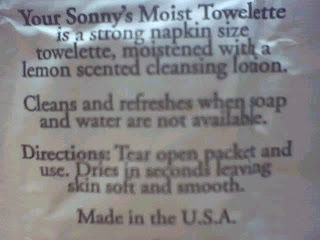 Your Sonny's Moist Towelette
is a strong napkin size
towelette, moistened with a
lemon scented cleansing lotion.
Cleans and refreshes when soap
and water are not available.
Directions: Tear open packet and
use. Dries in seconds leaving
skin soft and smooth.
Made in the U.S.A.